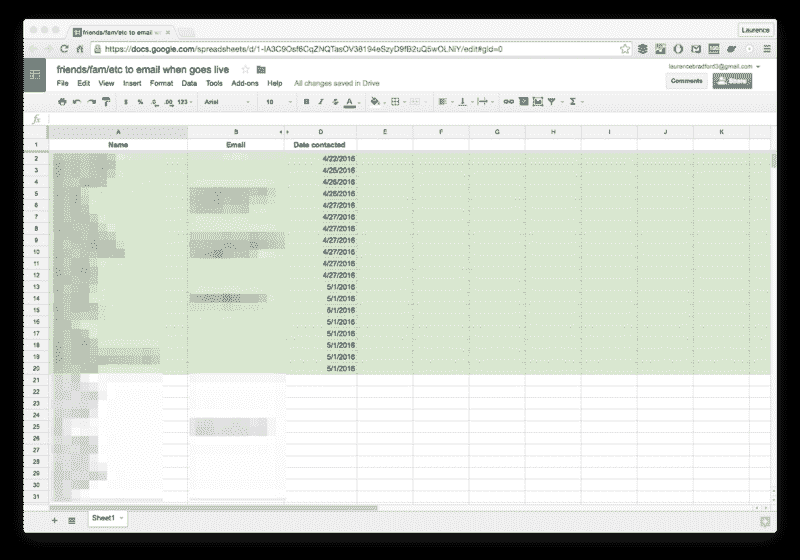 friends/fam/etc to email w
Laurence
https://docs.google.com/spreadsheets/d/1-IA3C9Osf6CqZNQTasOV38194eSzyD9fB2uQ5wOLNiY/edit#gid=0
friends/fam/etc to email when goes live
laurencebradford3@gmail.com
File Edit View Insert Format Data Tools Add-ons Help All changes saved in Drive
Comments
$ % .0 .00 123 Arial 10 B I S A
fx
A B D E F G H I J K
1 Name Email Date contacted
2 4/22/2016
3 4/25/2016
4 4/26/2016
5 4/26/2016
6 4/27/2016
7 4/27/2016
8 4/27/2016
9 4/27/2016
10 4/27/2016
11 4/27/2016
12 4/27/2016
13 5/1/2016
14 5/1/2016
15 5/1/2016
16 5/1/2016
17 5/1/2016
18 5/1/2016
19 5/1/2016
20 5/1/2016
21
22
23
24
25
26
27
28
29
30
31
Sheet1